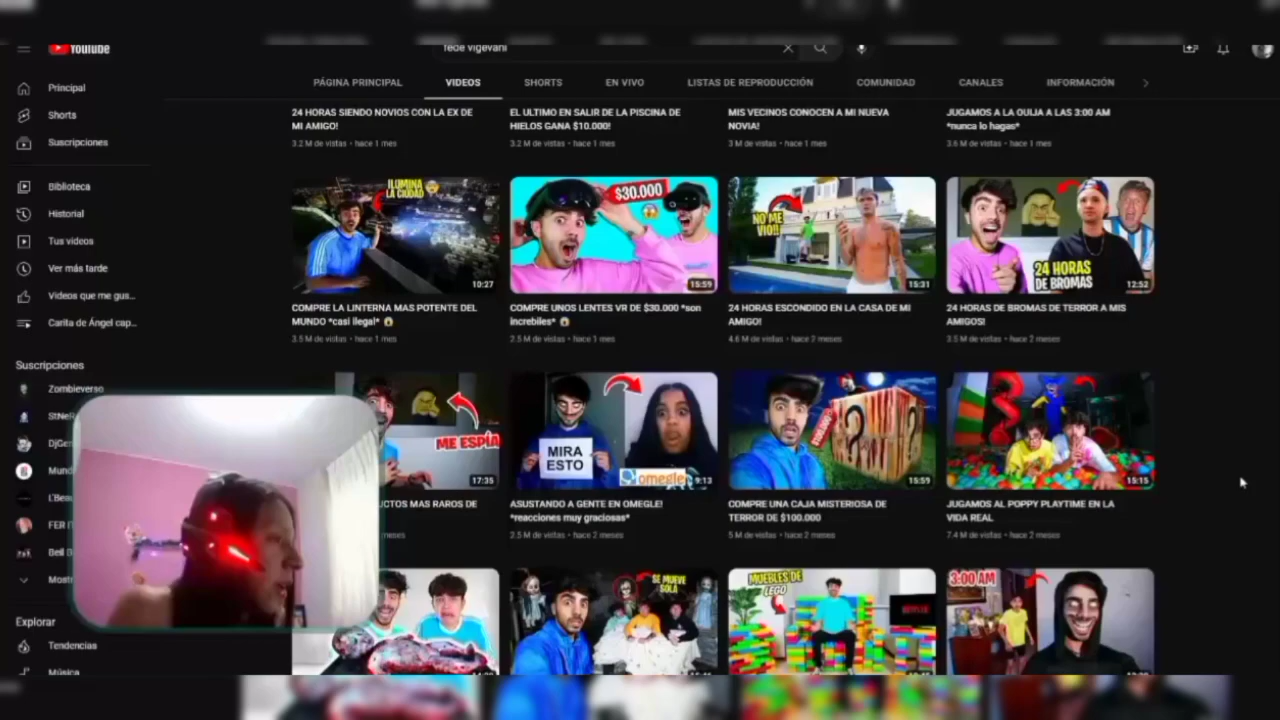 YouTube
fede vigevani
PÁGINA PRINCIPAL
VIDEOS
SHORTS
EN VIVO
LISTAS DE REPRODUCCIÓN
COMUNIDAD
CANALES
INFORMACIÓN
Principal
Shorts
Suscripciones
Biblioteca
Historial
Tus videos
Ver más tarde
Videos que me gus...
Carita de Ángel cap...
Suscripciones
Zombieverso
StNeR
DjGe
Mund
FER
Bell B
Mostr
Explorar
Tendencias
Música
24 HORAS SIENDO NOVIOS CON LA EX DE
MI AMIGO!
3.2 M de vistas • hace 1 mes
EL ULTIMO EN SALIR DE LA PISCINA DE
HIELOS GANA $10.000!
3.2 M de vistas • hace 1 mes
MIS VECINOS CONOCEN A MI NUEVA
NOVIA!
3 M de vistas • hace 1 mes
JUGAMOS A LA OUIJA A LAS 3:00 AM
*nunca lo hagas*
3.6 M de vistas • hace 1 mes
ILUMINA
LA CIUDAD
10:27
COMPRE LA LINTERNA MAS POTENTE DEL
MUNDO *casi ilegal* 😱
3.5 M de vistas • hace 1 mes
$30.000
15:59
COMPRE UNOS LENTES VR DE $30.000 *son
increibles* 😱
2.5 M de vistas • hace 1 mes
NO ME
VIO!!
15:31
24 HORAS ESCONDIDO EN LA CASA DE MI
AMIGO!
4.6 M de vistas • hace 2 meses
24 HORAS
DE BROMAS
12:52
24 HORAS DE BROMAS DE TERROR A MIS
AMIGOS!
3.5 M de vistas • hace 2 meses
ME ESPÍA
17:35
UCTOS MAS RAROS DE
meses
MIRA
ESTO
omegle
9:13
ASUSTANDO A GENTE EN OMEGLE!
*reacciones muy graciosas*
2.5 M de vistas • hace 2 meses
15:59
COMPRE UNA CAJA MISTERIOSA DE
TERROR DE $100.000
5 M de vistas • hace 2 meses
15:15
JUGAMOS AL POPPY PLAYTIME EN LA
VIDA REAL
7.4 M de vistas • hace 2 meses
SE MUEVE
SOLA
MUEBLES DE
LEGO
NETFLIX
3:00 AM